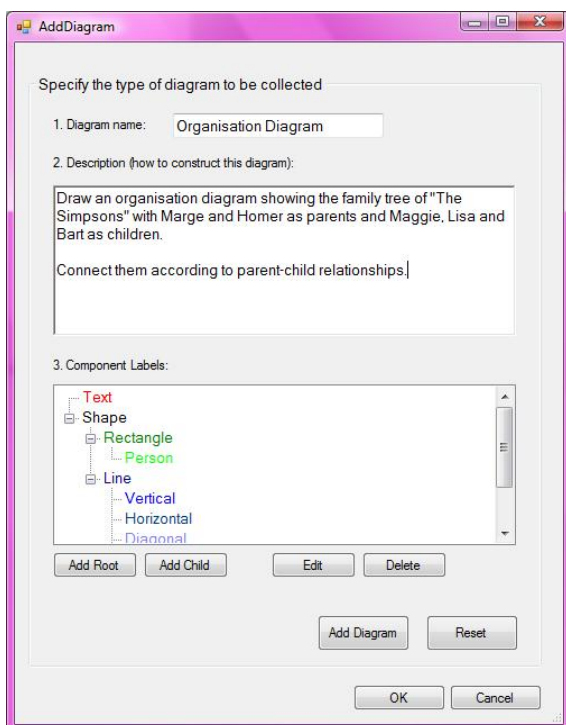 AddDiagram
Specify the type of diagram to be collected
1. Diagram name: Organisation Diagram
2. Description (how to construct this diagram):
Draw an organisation diagram showing the family tree of "The
Simpsons" with Marge and Homer as parents and Maggie, Lisa and
Bart as children.
Connect them according to parent-child relationships.
3. Component Labels:
Text
Shape
Rectangle
Person
Line
Vertical
Horizontal
Diagonal
Add Root Add Child Edit Delete
Add Diagram Reset
OK Cancel